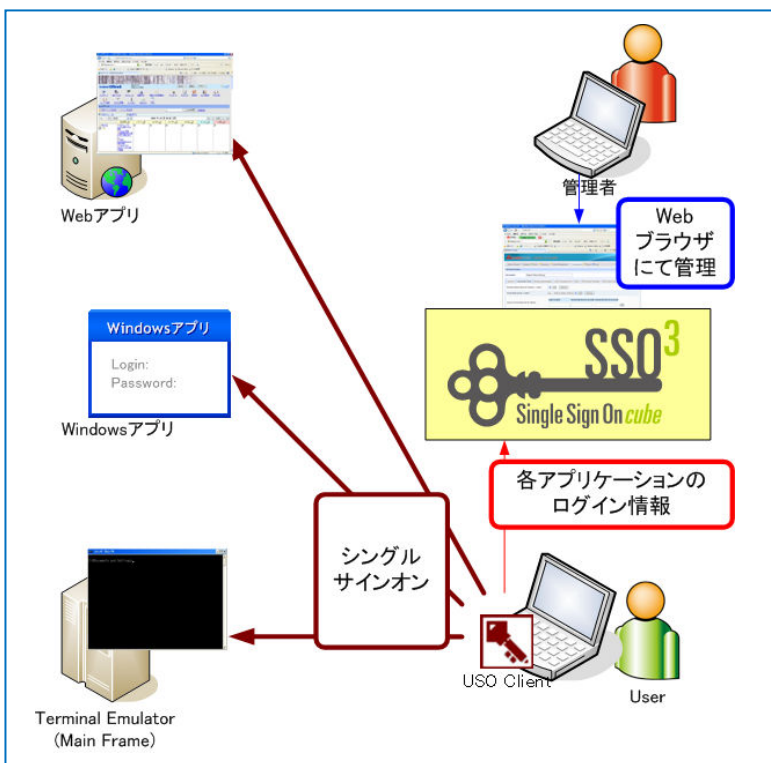 Webアプリ
管理者
Web
ブラウザ
にて管理
Windowsアプリ
Login:
Password:
Windowsアプリ
SSO3
Single Sign On cube
各アプリケーションの
ログイン情報
シングル
サインオン
USO Client
User
Terminal Emulator
(Main Frame)